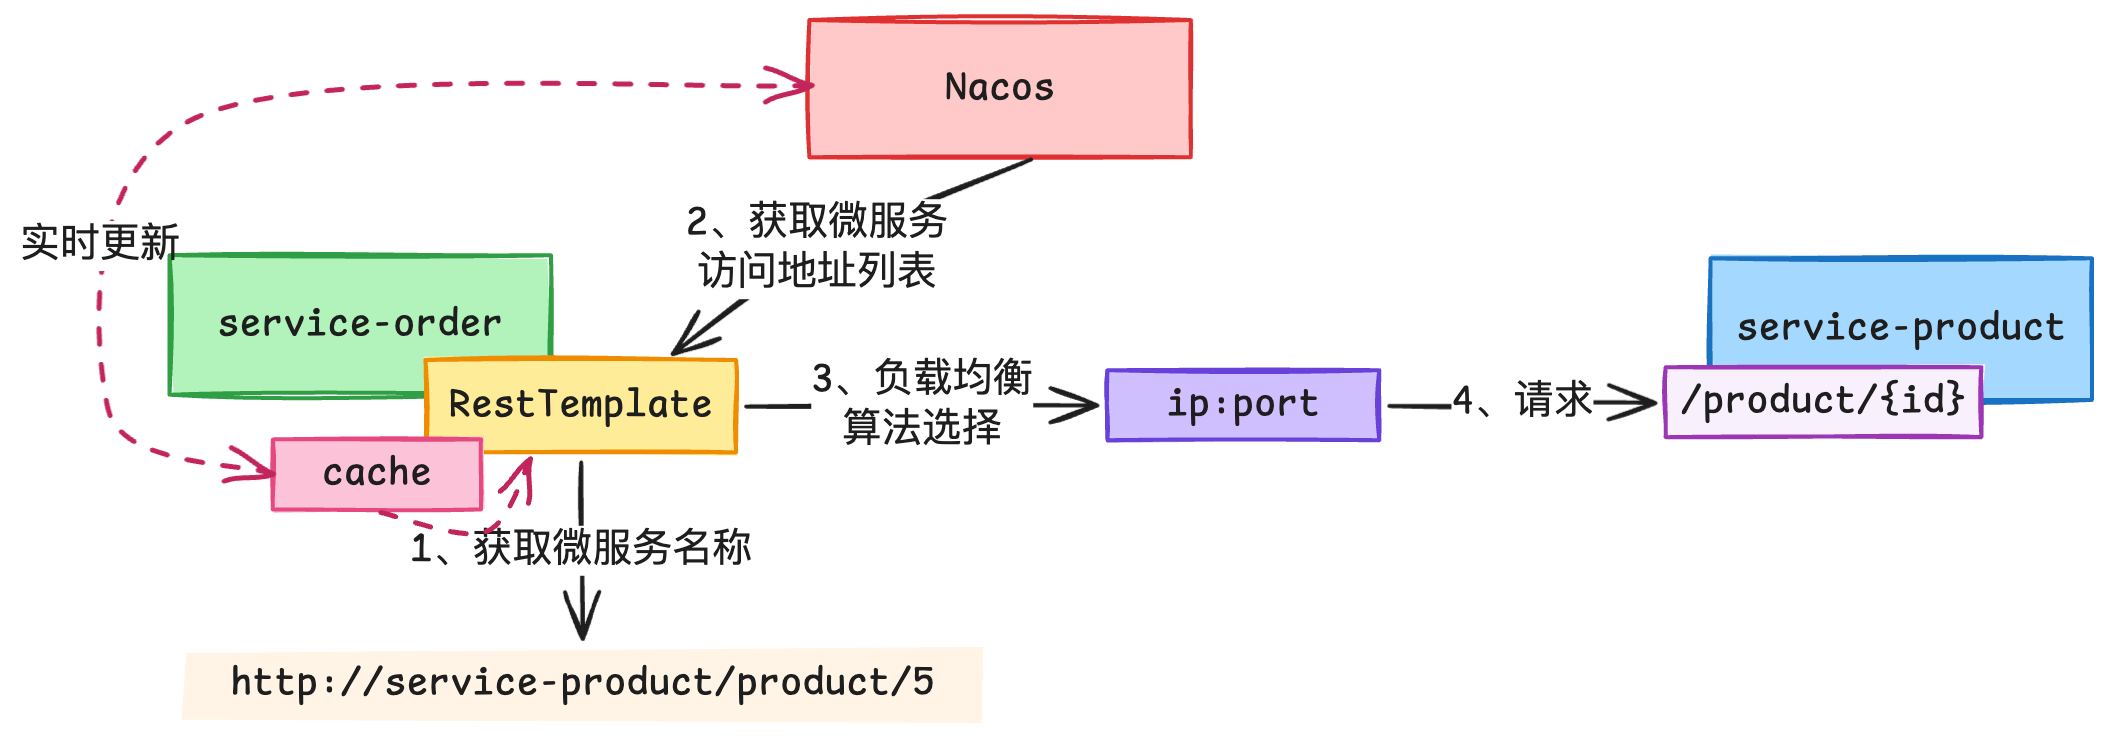 Nacos
2、获取微服务
访问地址列表
实时更新
service-order
service-product
RestTemplate
3、负载均衡
算法选择
ip:port
4、请求
/product/{id}
cache
1、获取微服务名称
http://service-product/product/5